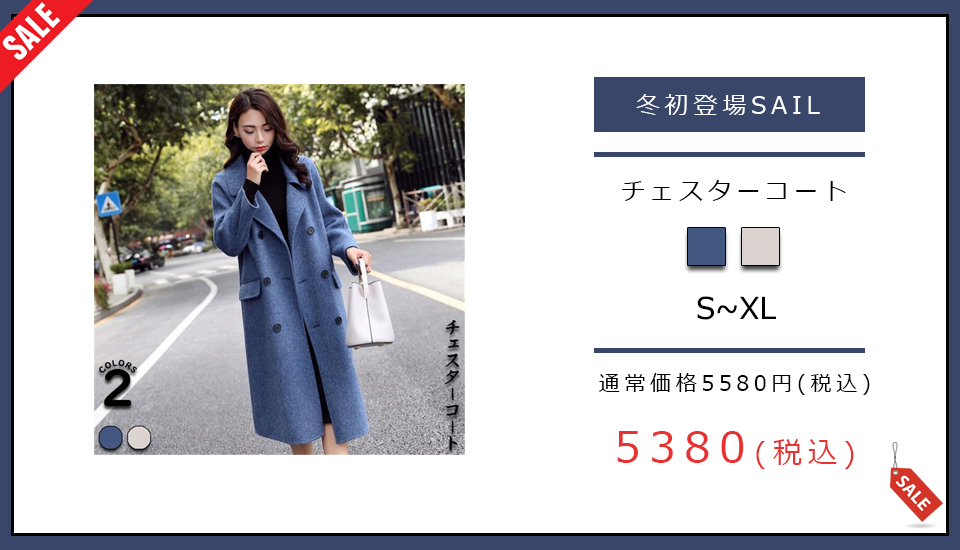 SALE
冬初登場SAIL
チェスターコート
S~XL
通常価格5580円(税込)
5380(税込)
COLORS
2
チェスターコート
SALE